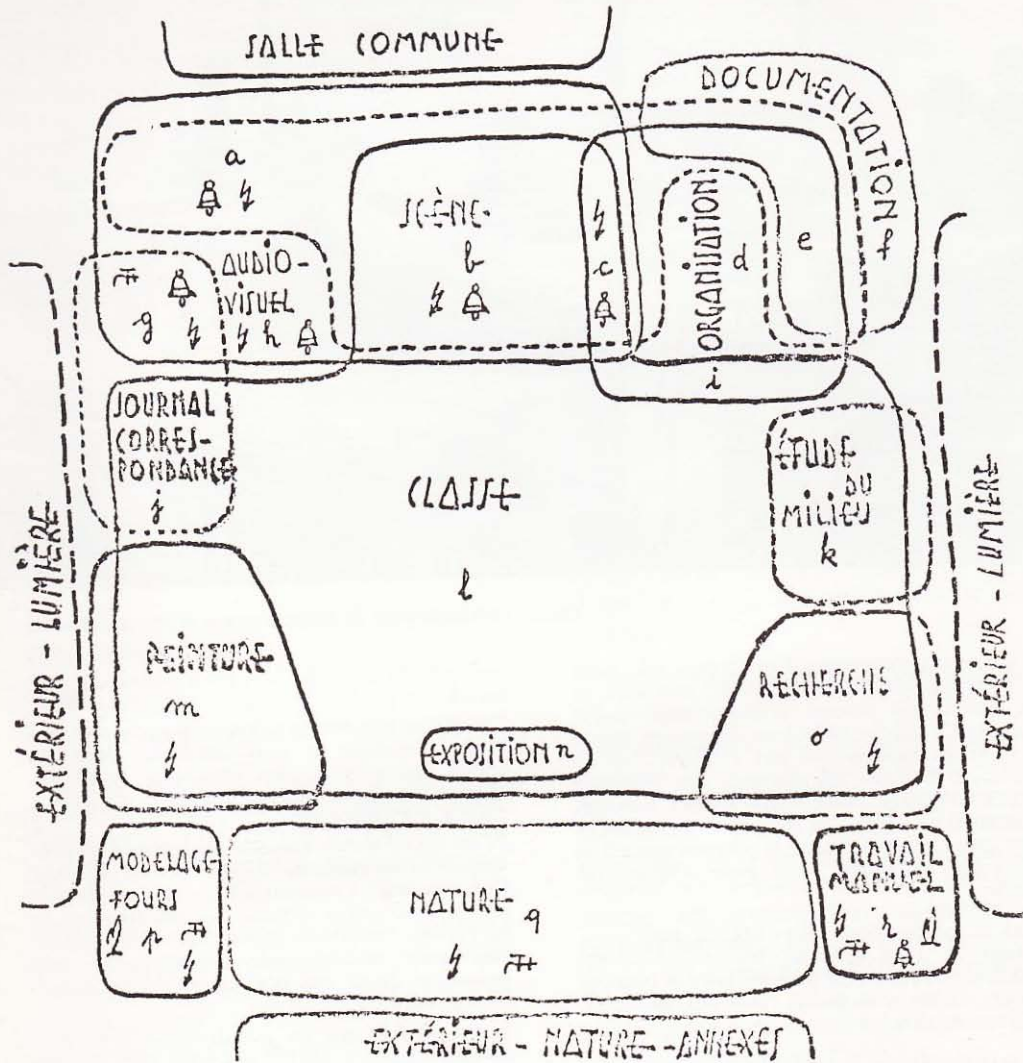 SALLE COMMUNE
DOCUMENTATION f
a
SCÈNE
b
c
ORGANISATION
d
e
i
AUDIO-
VISUEL
h
g
JOURNAL
CORRES-
PONDANCE
j
CLASSE
l
ÉTUDE
DU
MILIEU
k
EXTÉRIEUR - LUMIÈRE
EXTÉRIEUR - LUMIÈRE
PEINTURE
m
EXPOSITION n
RECHERCHE
o
MODELAGE
FOURS
p
NATURE q
TRAVAIL
MANUEL
r
EXTÉRIEUR - NATURE - ANNEXES